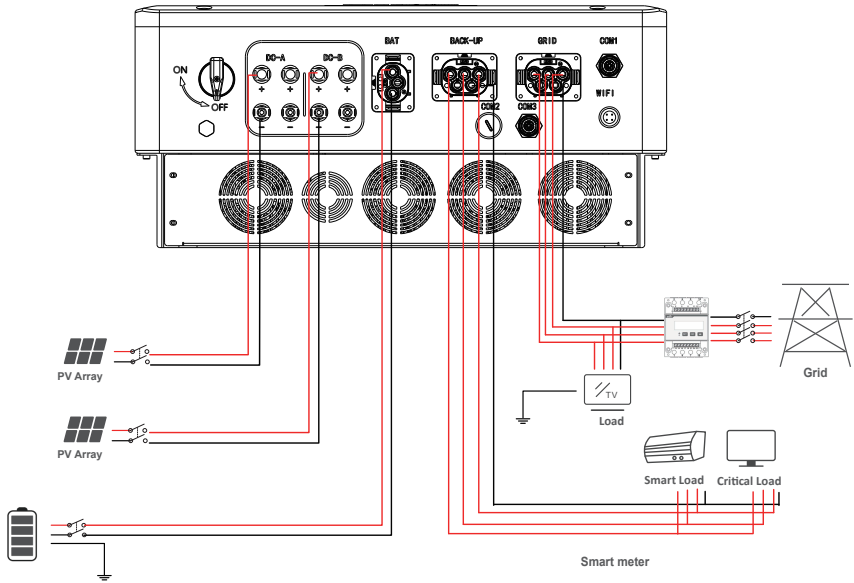 BAT
BACK-UP
GRID
COM1
DC-A
DC-B
ON
OFF
+ + + +
- - - -
COM2
COM3
WIFI
PV Array
PV Array
TV
Load
Grid
Smart Load
Critical Load
Smart meter